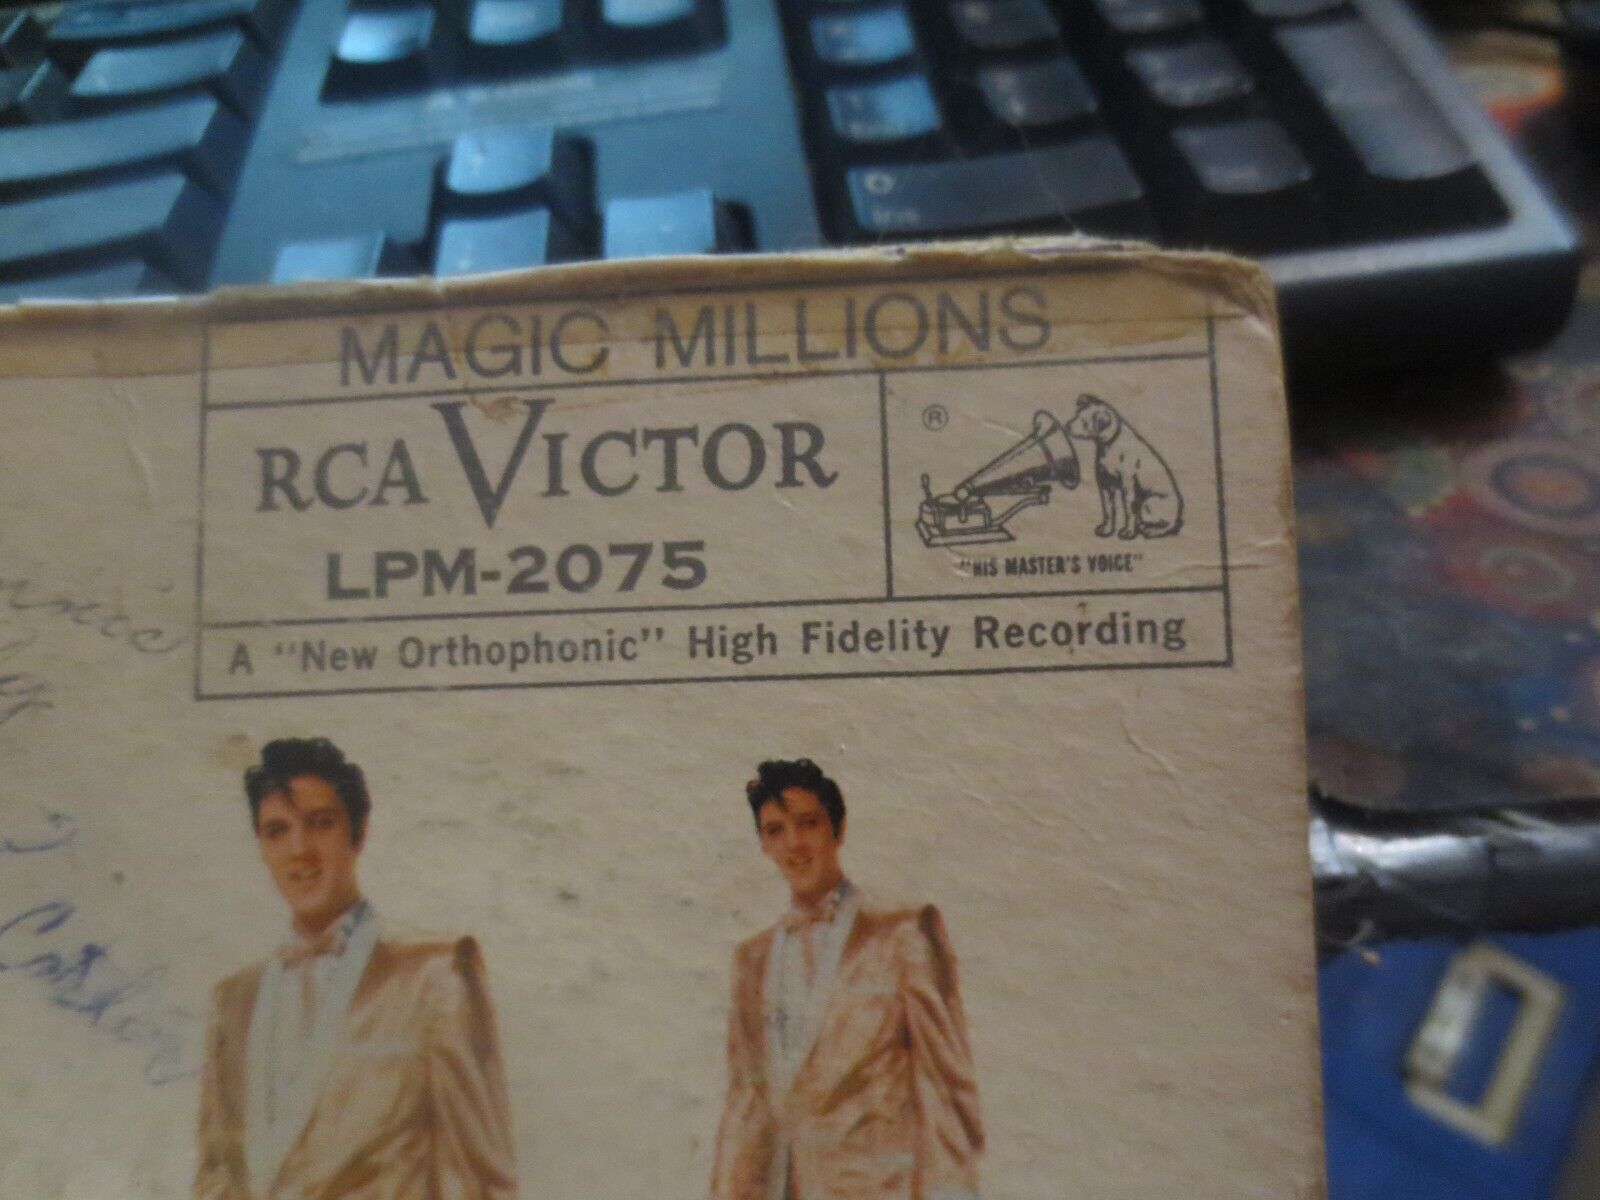 MAGIC MILLIONS
RCA VICTOR
LPM-2075
®
"HIS MASTER'S VOICE"
A "New Orthophonic" High Fidelity Recording